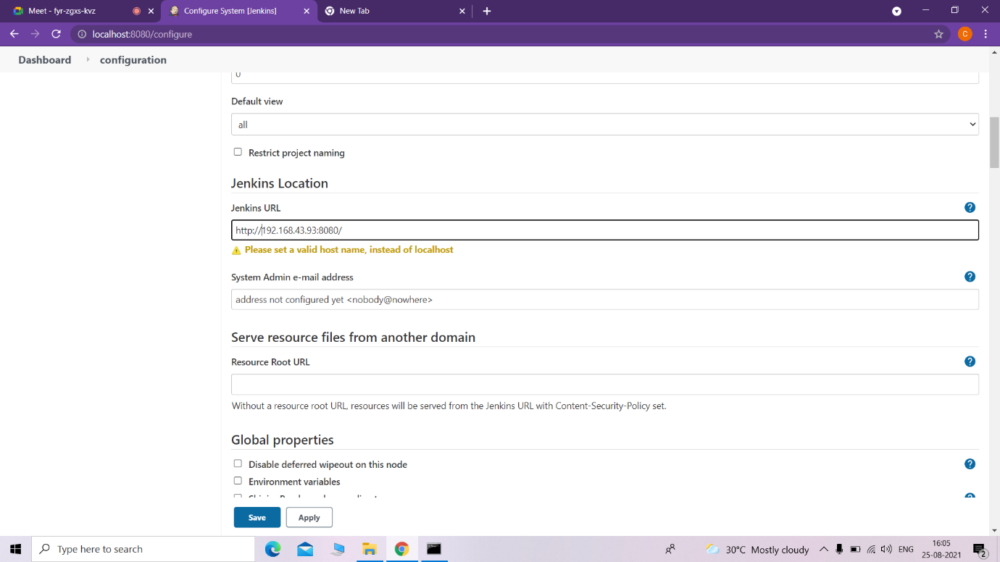 Meet - fyr-zgxs-kvz
Configure System [Jenkins]
New Tab
localhost:8080/configure
C
Dashboard
configuration
Default view
all
Restrict project naming
Jenkins Location
Jenkins URL
?
http://192.168.43.93:8080/
Please set a valid host name, instead of localhost
System Admin e-mail address
?
address not configured yet <nobody@nowhere>
Serve resource files from another domain
Resource Root URL
?
Without a resource root URL, resources will be served from the Jenkins URL with Content-Security-Policy set.
Global properties
Disable deferred wipeout on this node
?
Environment variables
Save
Apply
Type here to search
30°C Mostly cloudy
ENG
16:05
25-08-2021
2